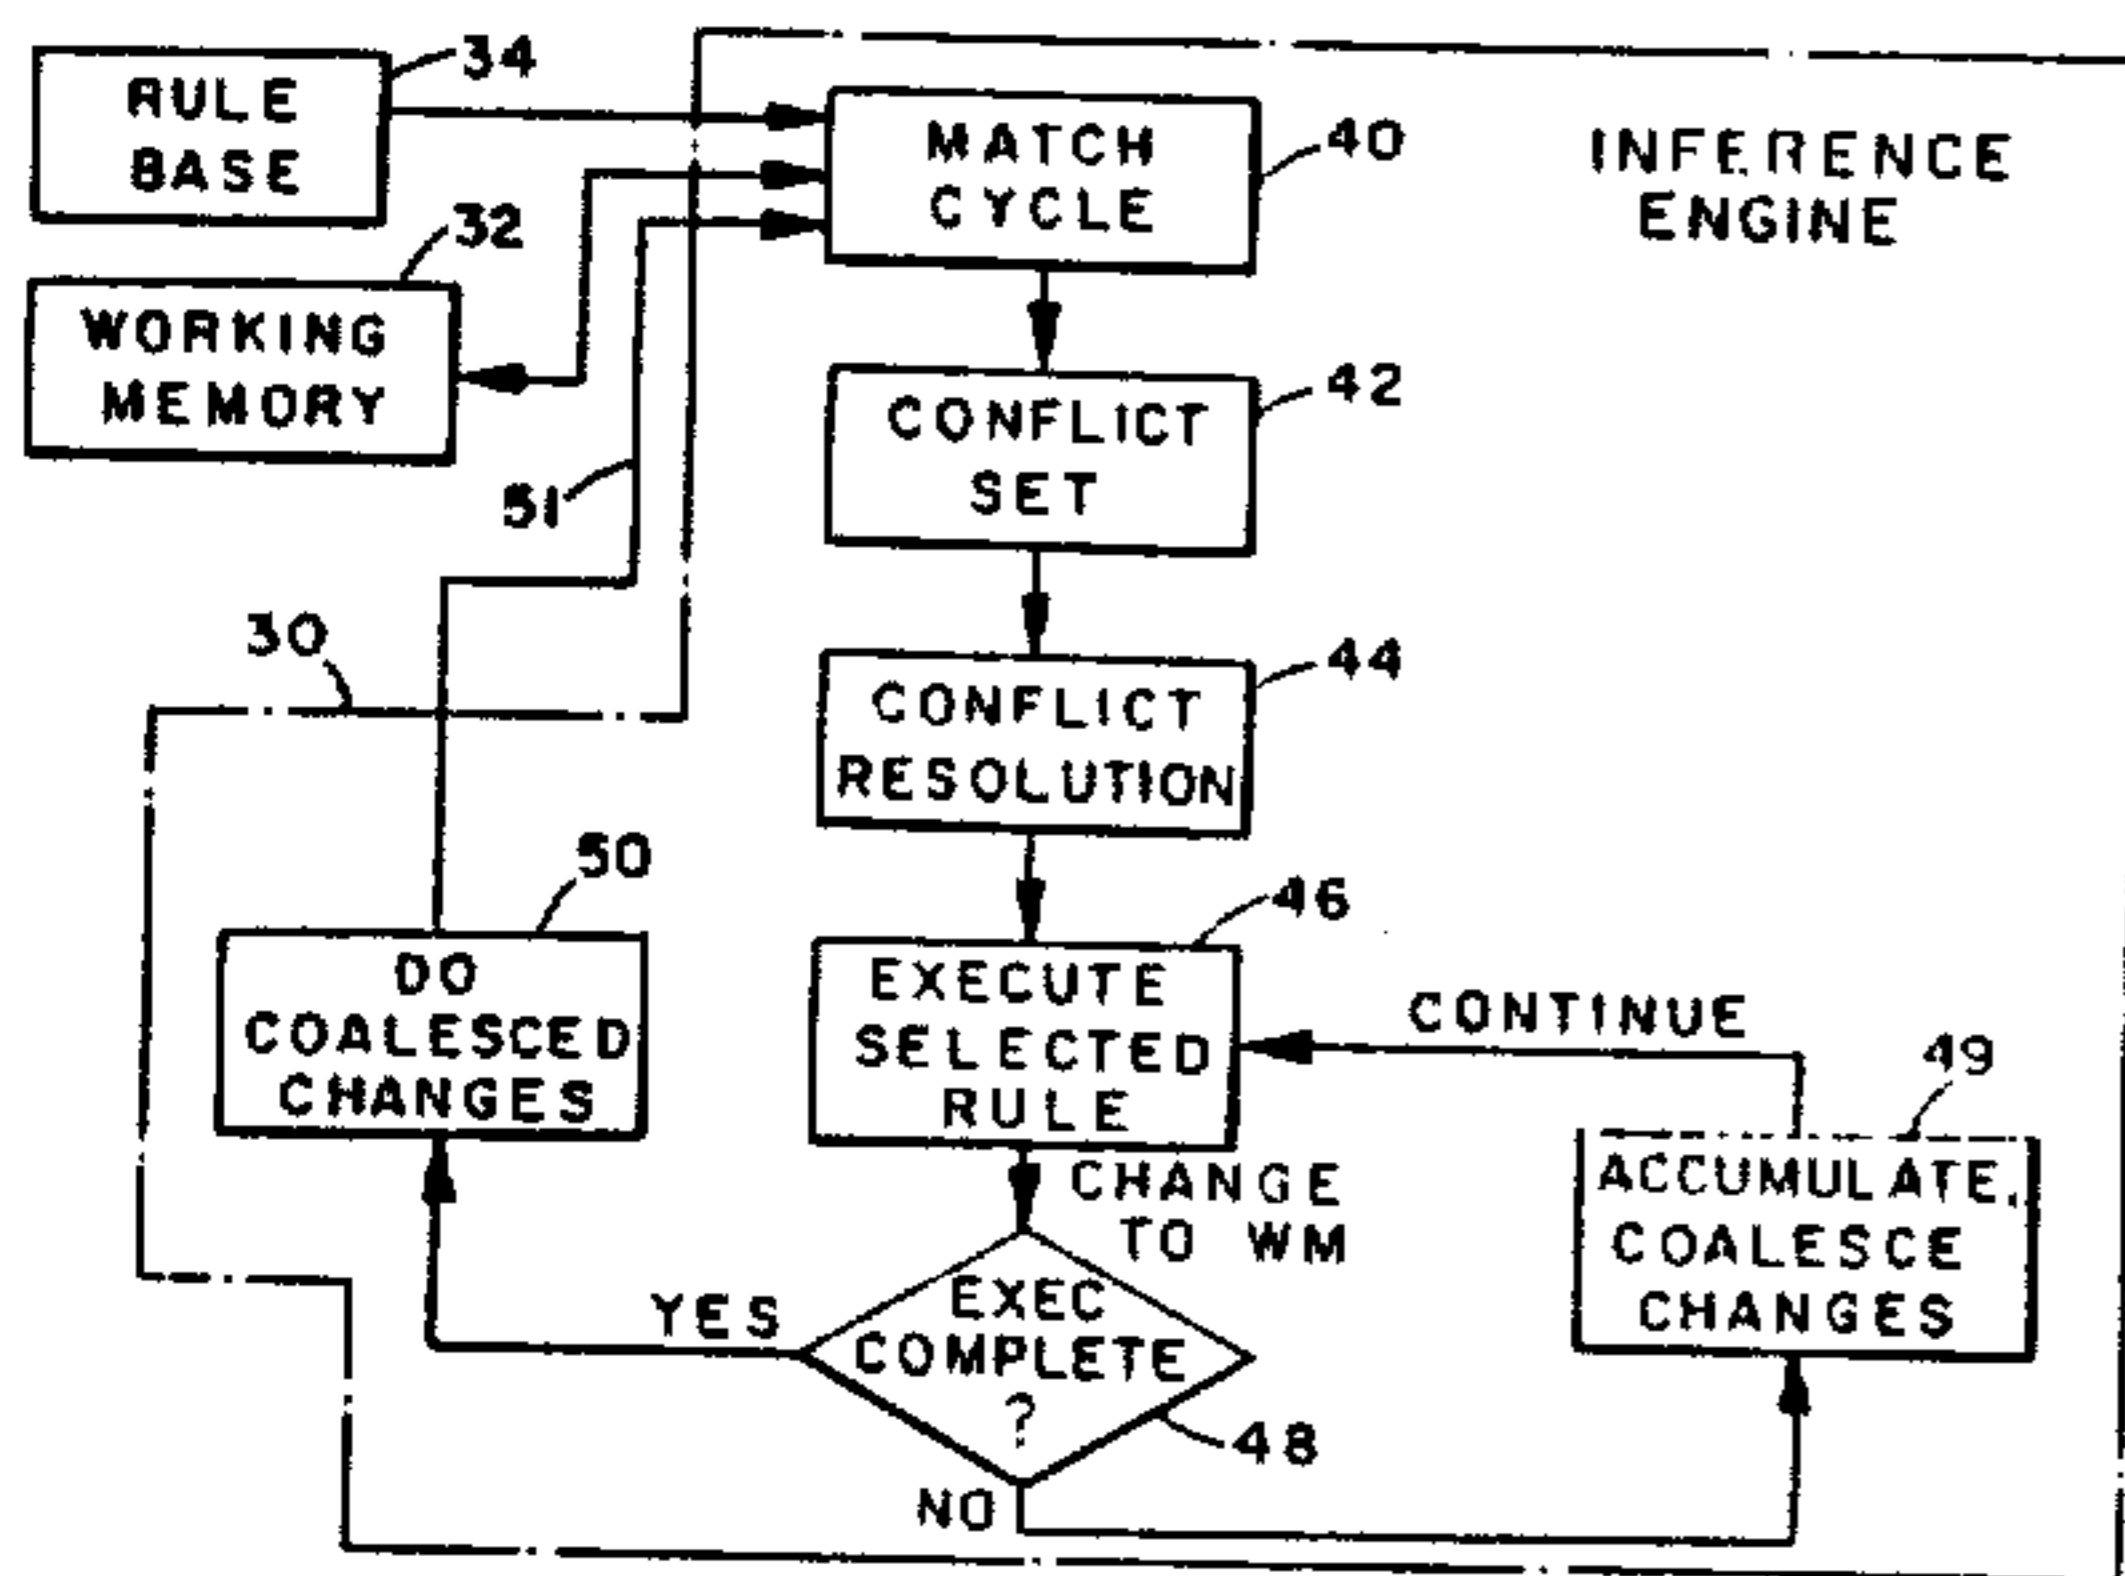 RULE
BASE
34
WORKING
MEMORY
32
MATCH
CYCLE
40
INFERENCE
ENGINE
CONFLICT
SET
42
51
30
CONFLICT
RESOLUTION
44
DO
COALESCED
CHANGES
50
EXECUTE
SELECTED
RULE
46
CONTINUE
49
ACCUMULATE,
COALESCE
CHANGES
CHANGE
TO WM
YES
EXEC
COMPLETE
?
48
NO